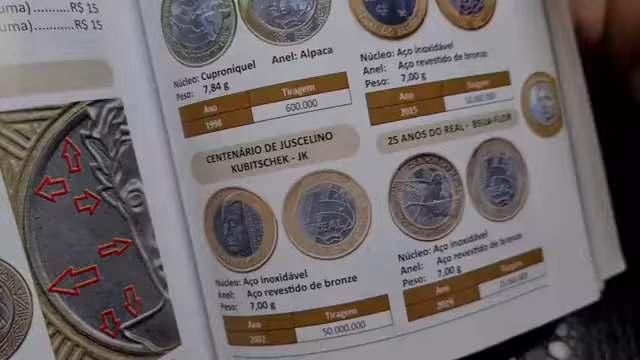 uma)...........R$ 15
uma)...........R$ 15
Núcleo: Cuproníquel Anel: Alpaca
Peso: 7,84 g
Ano Tiragem
1998 600.000
Núcleo: Aço inoxidável
Anel: Aço revestido de bronze
Peso: 7,00 g
Ano Tiragem
2015 50.000.000
CENTENÁRIO DE JUSCELINO
KUBITSCHEK - JK
Núcleo: Aço inoxidável
Anel: Aço revestido de bronze
Peso: 7,00 g
Ano Tiragem
2002 50.000.000
25 ANOS DO REAL - BEIJA-FLOR
Núcleo: Aço inoxidável
Anel: Aço revestido de bronze
Peso: 7,00 g
Ano Tiragem
2019